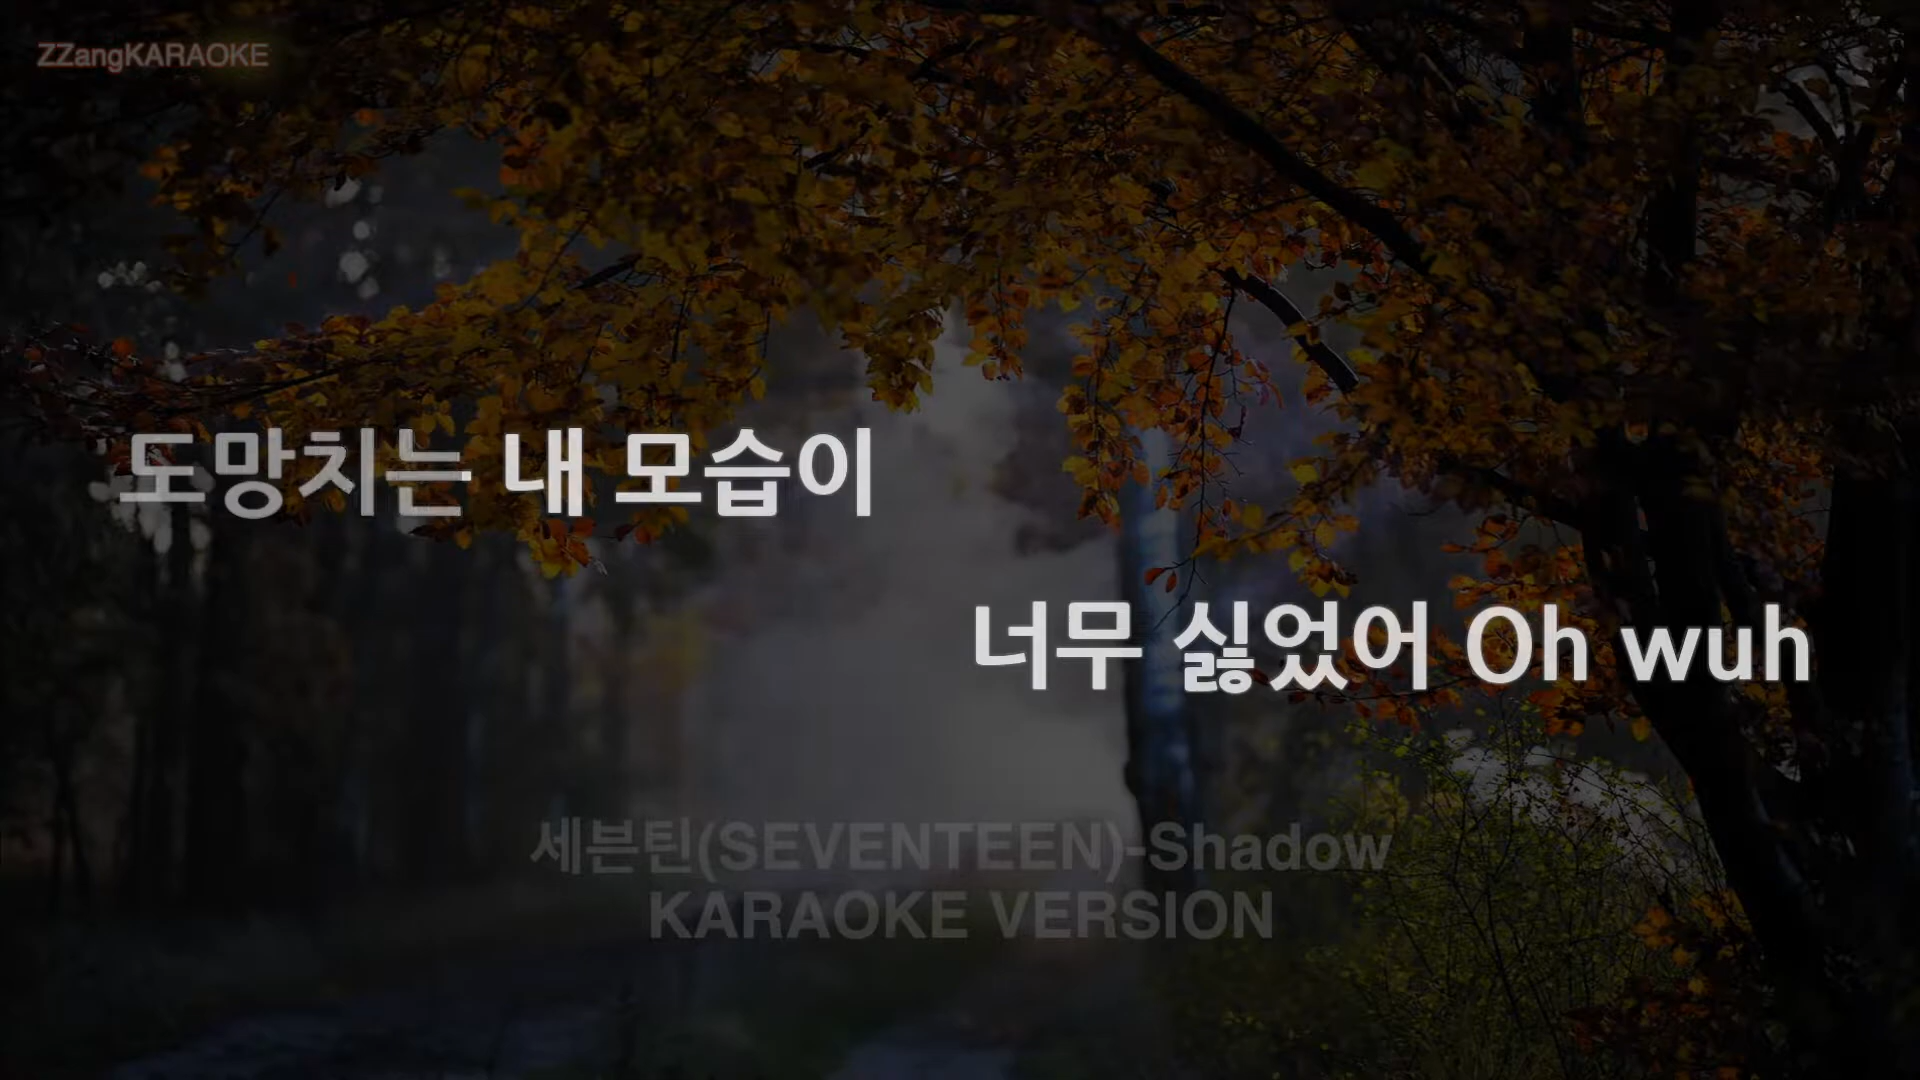 ZZangKARAOKE
도망치는 내 모습이
너무 싫었어 Oh wuh
세븐틴(SEVENTEEN)-Shadow
KARAOKE VERSION